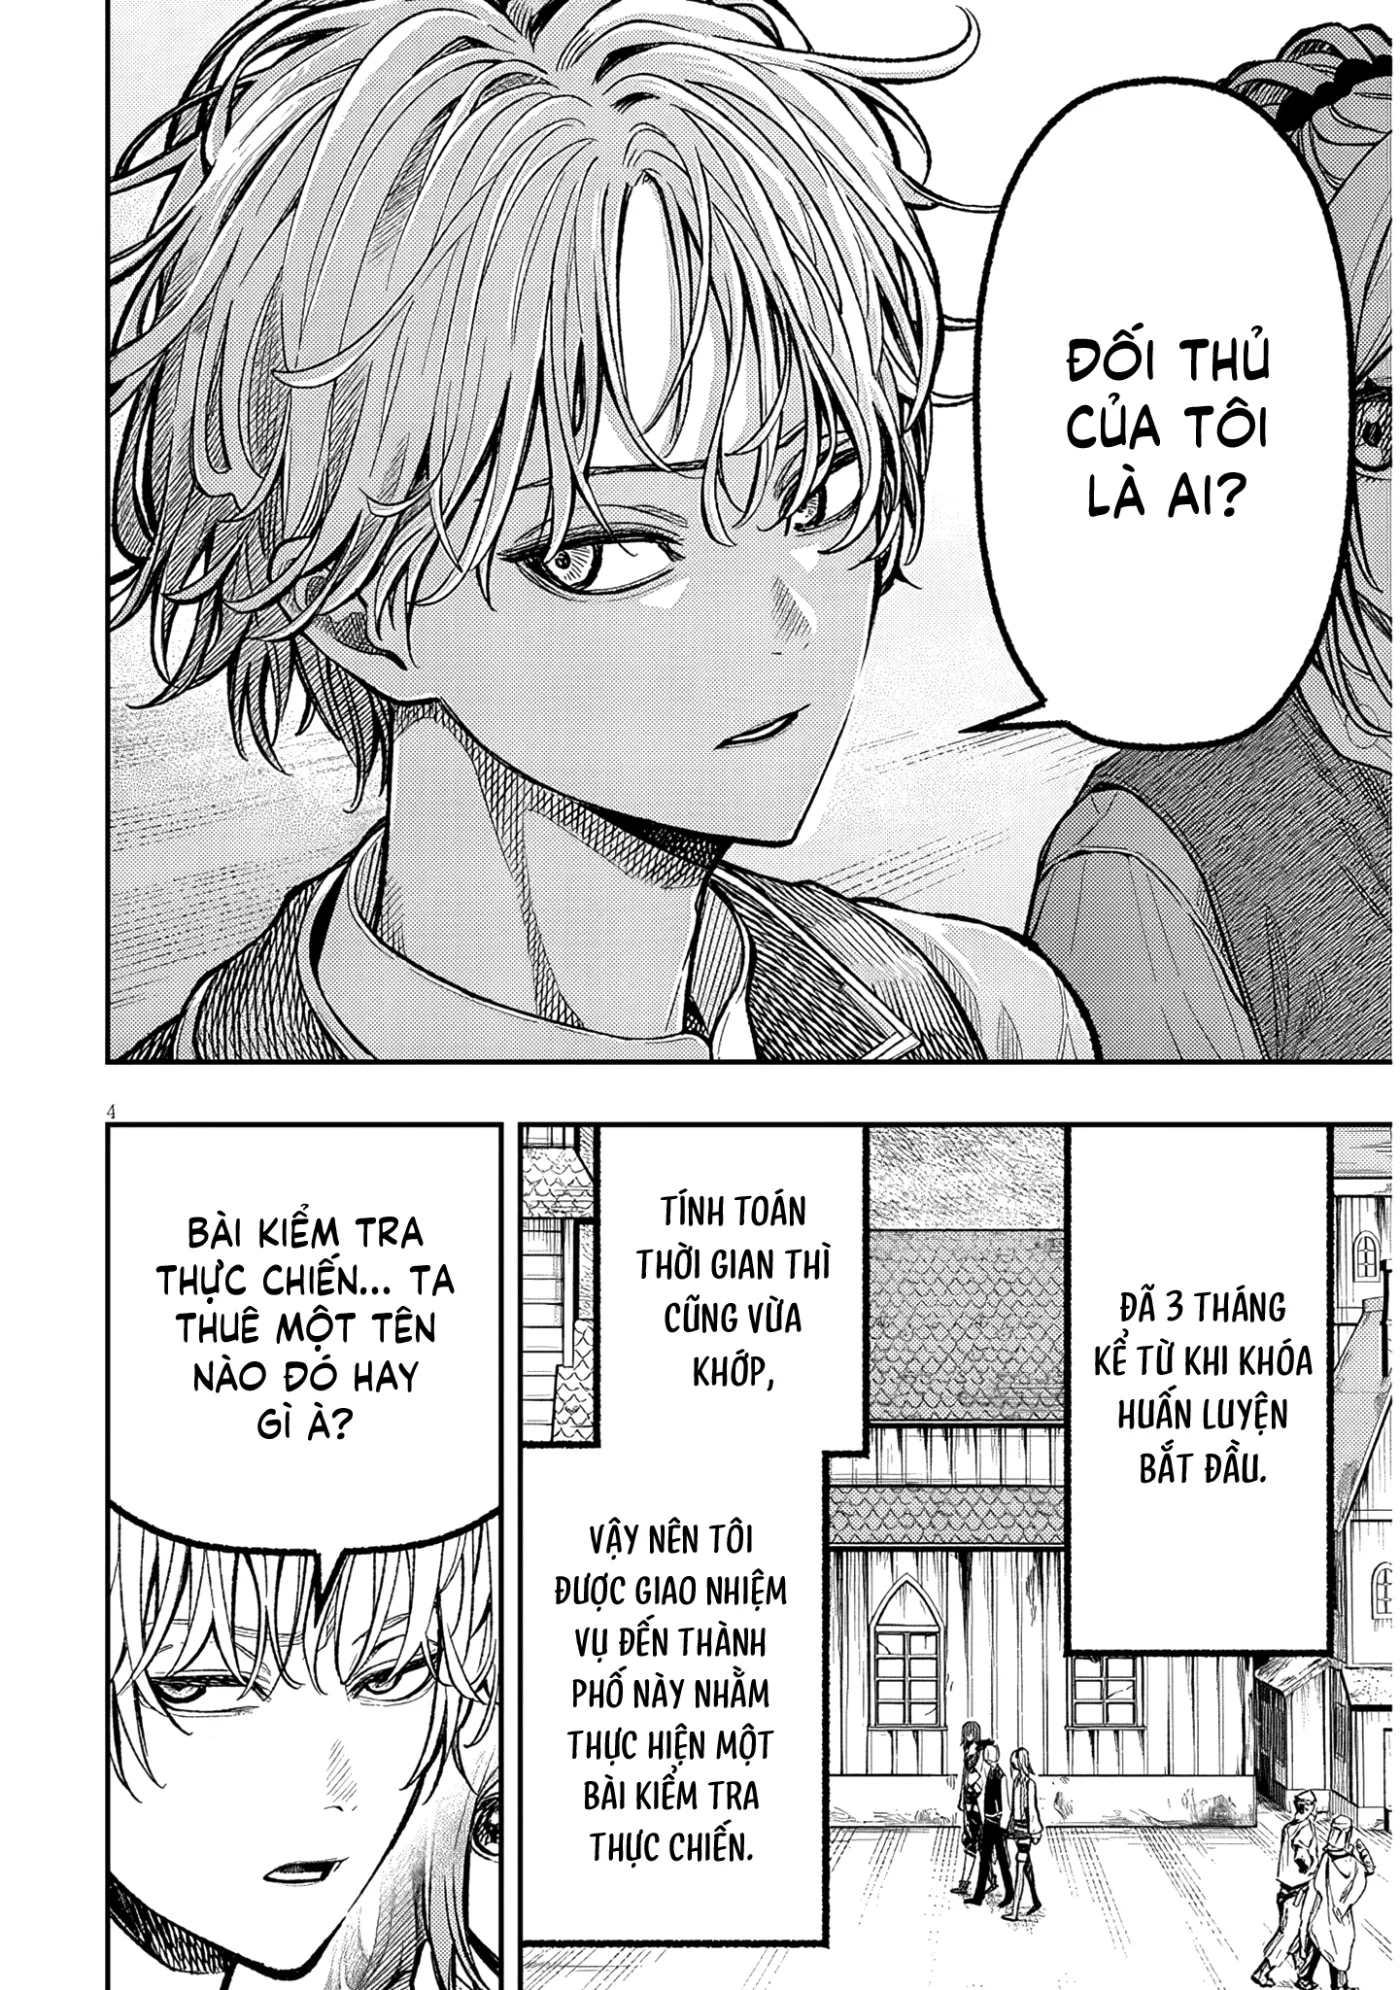 ĐỐI THỦ
CỦA TÔI
LÀ AI?
4
ĐÃ 3 THÁNG
KỂ TỪ KHI KHÓA
HUẤN LUYỆN
BẮT ĐẦU.
TÍNH TOÁN
THỜI GIAN THÌ
CŨNG VỪA
KHỚP,
VẬY NÊN TÔI
ĐƯỢC GIAO NHIỆM
VỤ ĐẾN THÀNH
PHỐ NÀY NHẰM
THỰC HIỆN MỘT
BÀI KIỂM TRA
THỰC CHIẾN.
BÀI KIỂM TRA
THỰC CHIẾN... TA
THUÊ MỘT TÊN
NÀO ĐÓ HAY
GÌ À?